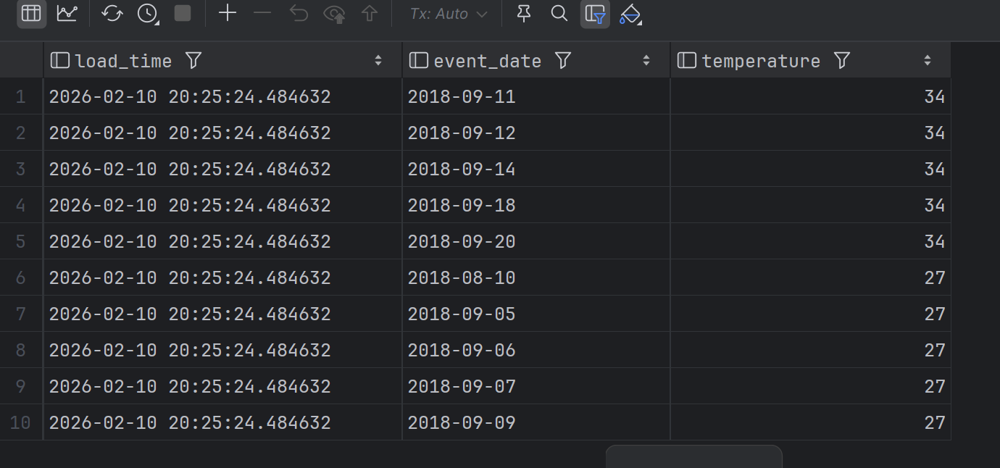 Tx: Auto
load_time event_date temperature
1 2026-02-10 20:25:24.484632 2018-09-11 34
2 2026-02-10 20:25:24.484632 2018-09-12 34
3 2026-02-10 20:25:24.484632 2018-09-14 34
4 2026-02-10 20:25:24.484632 2018-09-18 34
5 2026-02-10 20:25:24.484632 2018-09-20 34
6 2026-02-10 20:25:24.484632 2018-08-10 27
7 2026-02-10 20:25:24.484632 2018-09-05 27
8 2026-02-10 20:25:24.484632 2018-09-06 27
9 2026-02-10 20:25:24.484632 2018-09-07 27
10 2026-02-10 20:25:24.484632 2018-09-09 27